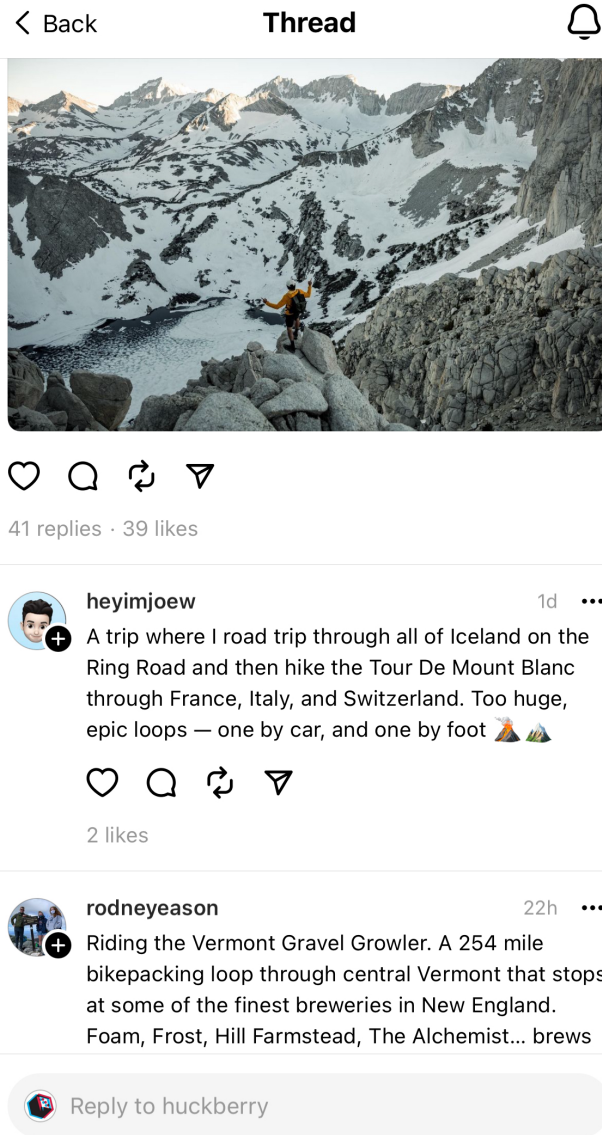 Back
Thread
41 replies · 39 likes
heyimjoew
1d
A trip where I road trip through all of Iceland on the
Ring Road and then hike the Tour De Mount Blanc
through France, Italy, and Switzerland. Too huge,
epic loops — one by car, and one by foot 🌋 🏔️
2 likes
rodneyeason
22h
Riding the Vermont Gravel Growler. A 254 mile
bikepacking loop through central Vermont that stops
at some of the finest breweries in New England.
Foam, Frost, Hill Farmstead, The Alchemist... brews
Reply to huckberry